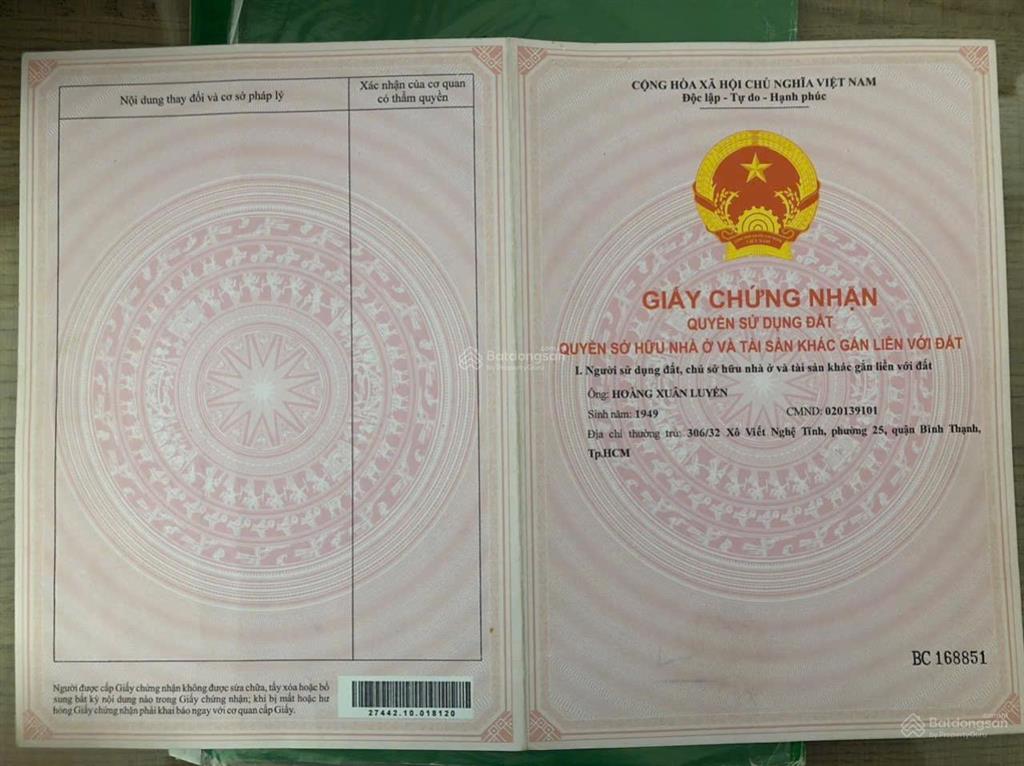 Nội dung thay đổi và cơ sở pháp lý
Xác nhận của cơ quan
có thẩm quyền
Người được cấp Giấy chứng nhận không được sửa chữa, tẩy xóa hoặc bổ
sung bất kỳ nội dung nào trong Giấy chứng nhận; khi bị mất hoặc hư
hỏng Giấy chứng nhận phải khai báo ngay với cơ quan cấp Giấy.
27442.10.018120
CỘNG HÒA XÃ HỘI CHỦ NGHĨA VIỆT NAM
Độc lập - Tự do - Hạnh phúc
VIỆT NAM
GIẤY CHỨNG NHẬN
QUYỀN SỬ DỤNG ĐẤT
QUYỀN SỞ HỮU NHÀ Ở VÀ TÀI SẢN KHÁC GẮN LIỀN VỚI ĐẤT
I. Người sử dụng đất, chủ sở hữu nhà ở và tài sản khác gắn liền với đất
Ông: HOÀNG XUÂN LUYẾN
Sinh năm: 1949 CMND: 020139101
Địa chỉ thường trú: 306/32 Xô Viết Nghệ Tĩnh, phường 25, quận Bình Thạnh,
Tp.HCM
BC 168851
Batdongsan
by PropertyGuru
Batdongsan
by PropertyGuru